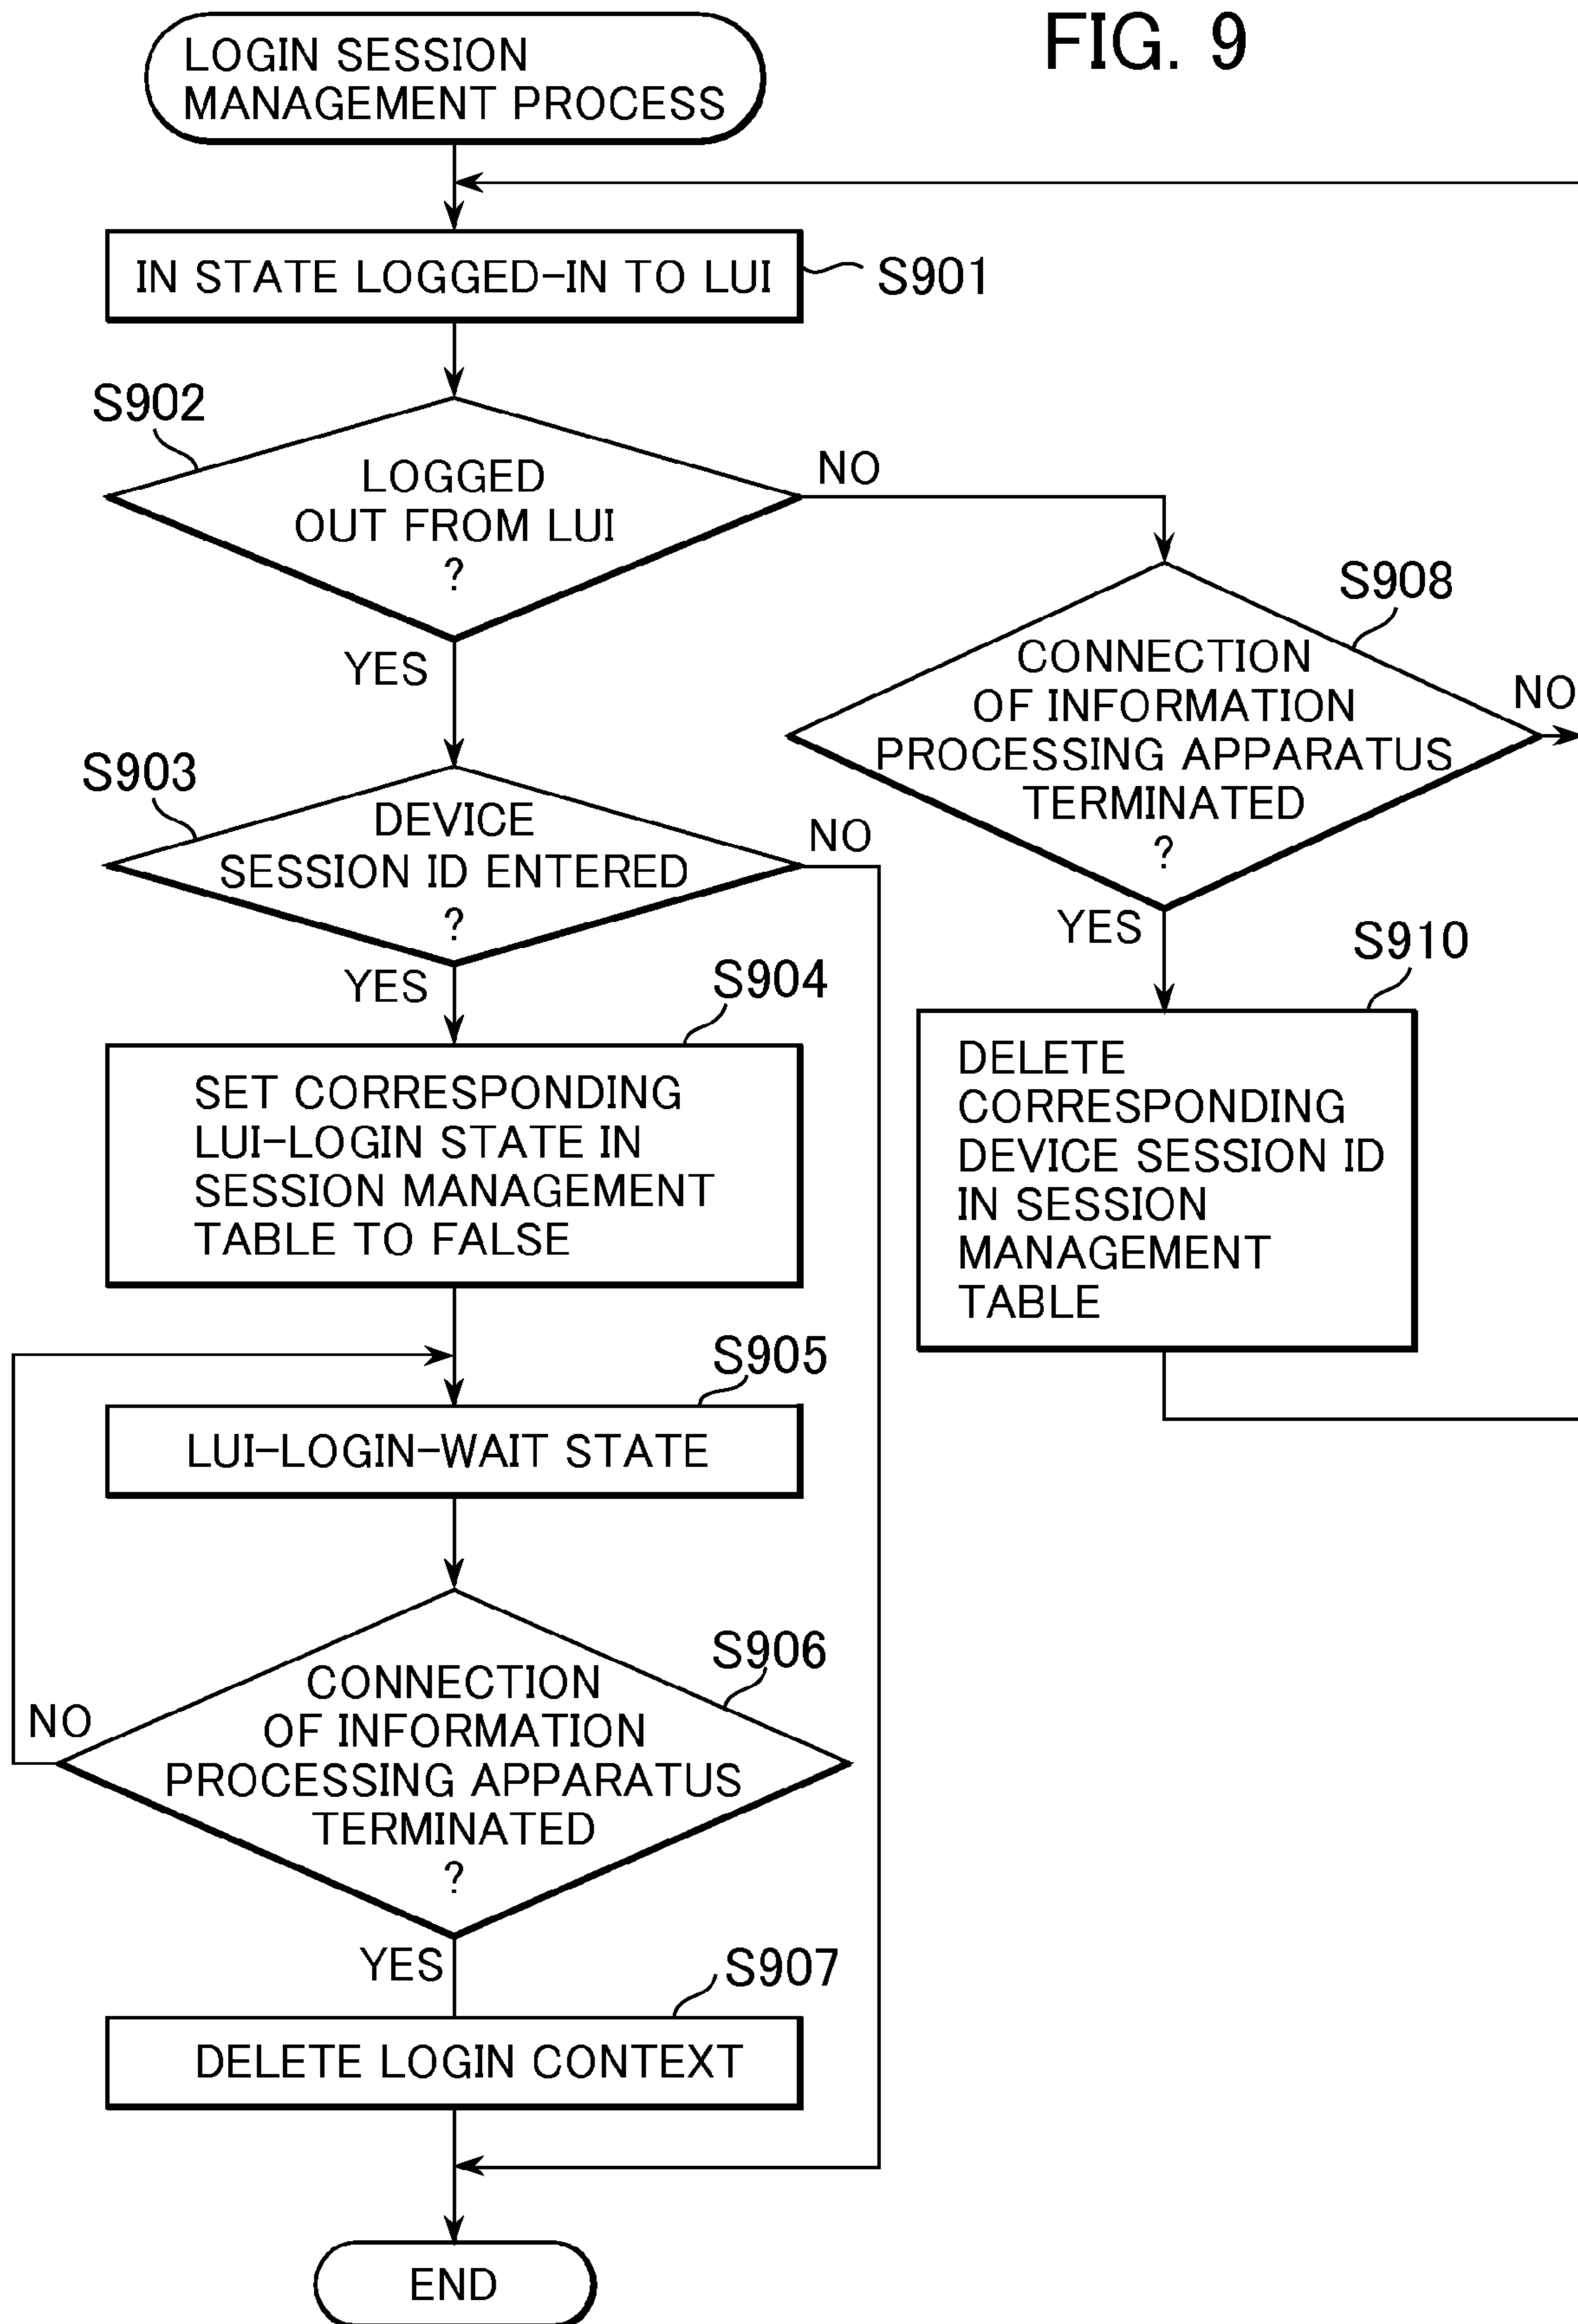 FIG. 9
LOGIN SESSION
MANAGEMENT PROCESS
IN STATE LOGGED-IN TO LUI
S901
S902
LOGGED
OUT FROM LUI
?
NO
YES
S908
CONNECTION
OF INFORMATION
PROCESSING APPARATUS
TERMINATED
?
NO
YES
S903
DEVICE
SESSION ID ENTERED
?
NO
YES
S910
DELETE
CORRESPONDING
DEVICE SESSION ID
IN SESSION
MANAGEMENT
TABLE
S904
SET CORRESPONDING
LUI-LOGIN STATE IN
SESSION MANAGEMENT
TABLE TO FALSE
S905
LUI-LOGIN-WAIT STATE
S906
CONNECTION
OF INFORMATION
PROCESSING APPARATUS
TERMINATED
?
NO
YES
S907
DELETE LOGIN CONTEXT
END